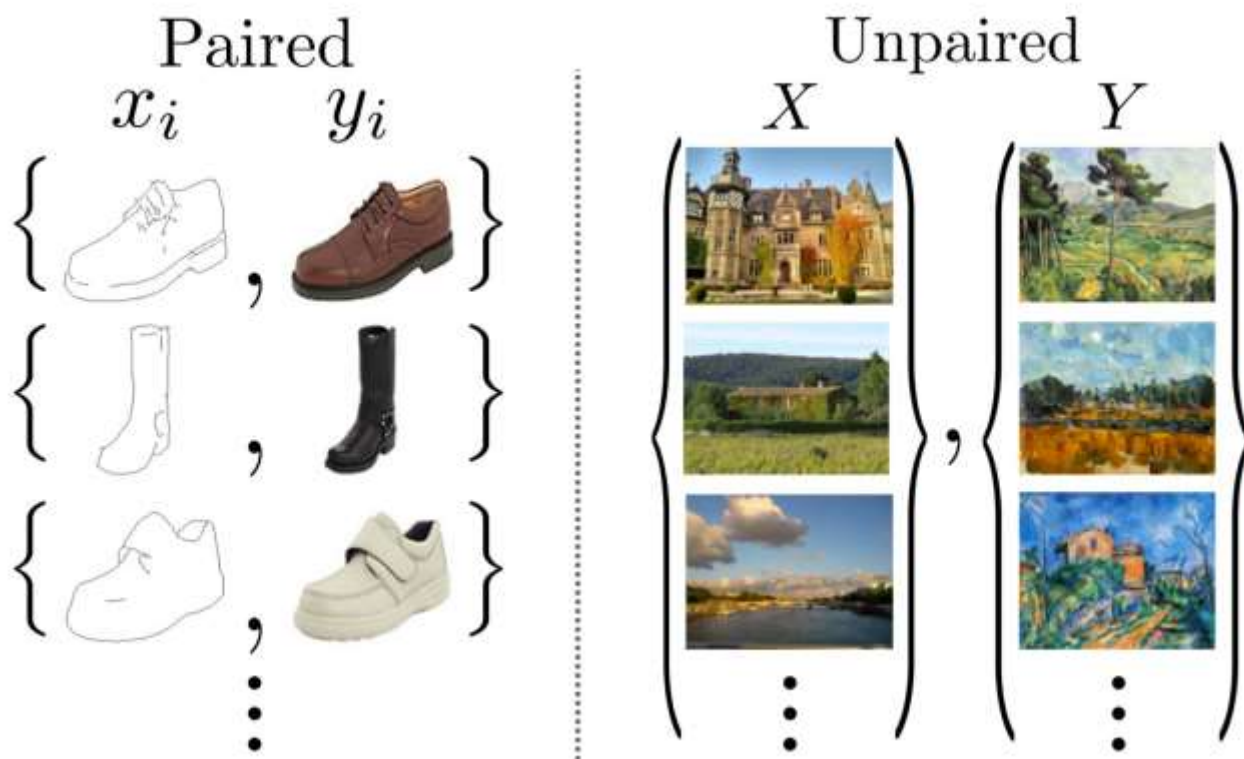 Paired
Unpaired
x_i
y_i
X
Y
{ , }
{ , }
{ , }
{ } , { }